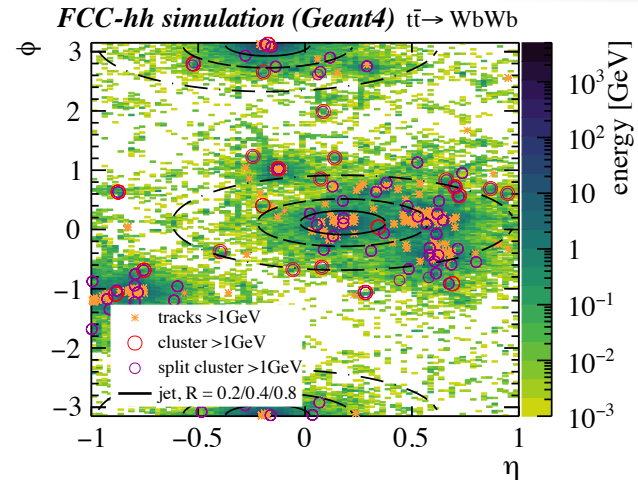 FCC-hh simulation (Geant4) tt̄→ WbWb
ϕ
3
2
1
0
−1
−2
−3
tracks >1GeV
cluster >1GeV
split cluster >1GeV
jet, R = 0.2/0.4/0.8
−1 −0.5 0 0.5 1
η
10³
10²
10
1
10⁻¹
10⁻²
10⁻³
energy [GeV]